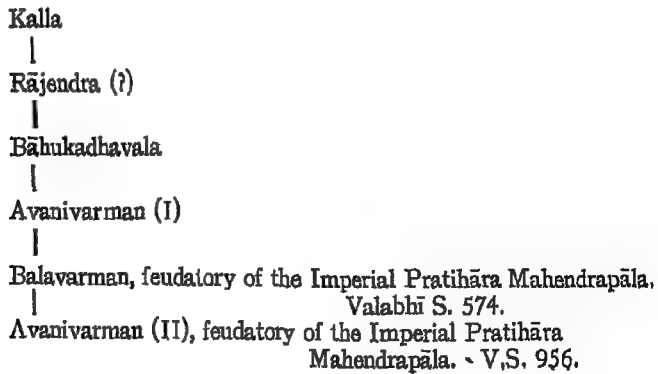 Kalla
Rājendra (?)
Bāhukadhavala
Avanivarman (I)
Balavarman, feudatory of the Imperial Pratihāra Mahendrapāla.
Valabhī S. 574.
Avanivarman (II), feudatory of the Imperial Pratihāra
Mahendrapāla. - V.S. 956.